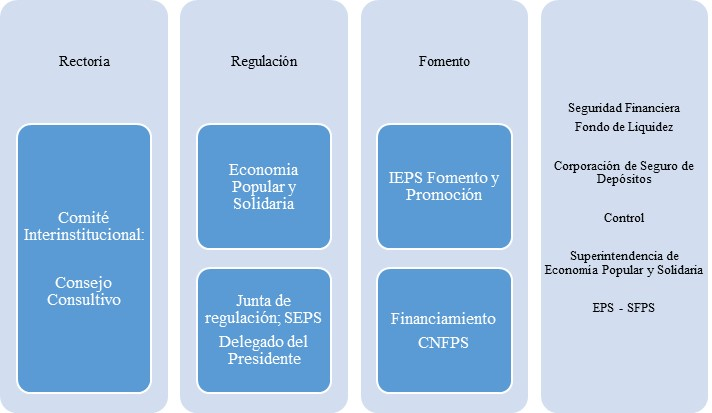 Rectoria
Comité
Interinstitucional:
Consejo
Consultivo
Regulación
Economia
Popular y
Solidaria
Junta de
regulación; SEPS
Delegado del
Presidente
Fomento
IEPS Fomento y
Promoción
Financiamiento
CNFPS
Seguridad Financiera
Fondo de Liquidez
Corporación de Seguro de
Depósitos
Control
Superintendencia de
Economía Popular y Solidaria
EPS - SFPS